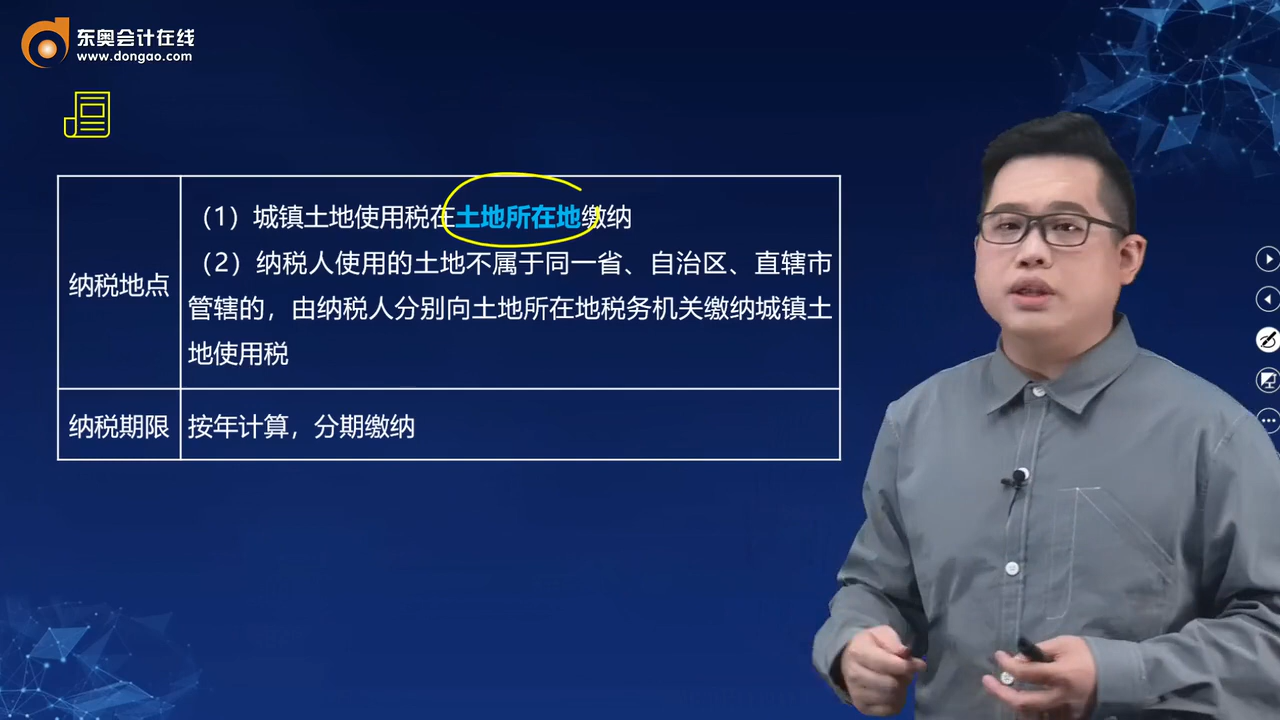 东奥会计在线
www.dongao.com
（1）城镇土地使用税在土地所在地缴纳
（2）纳税人使用的土地不属于同一省、自治区、直辖市
管辖的，由纳税人分别向土地所在地税务机关缴纳城镇土
地使用税
纳税地点
纳税期限
按年计算，分期缴纳